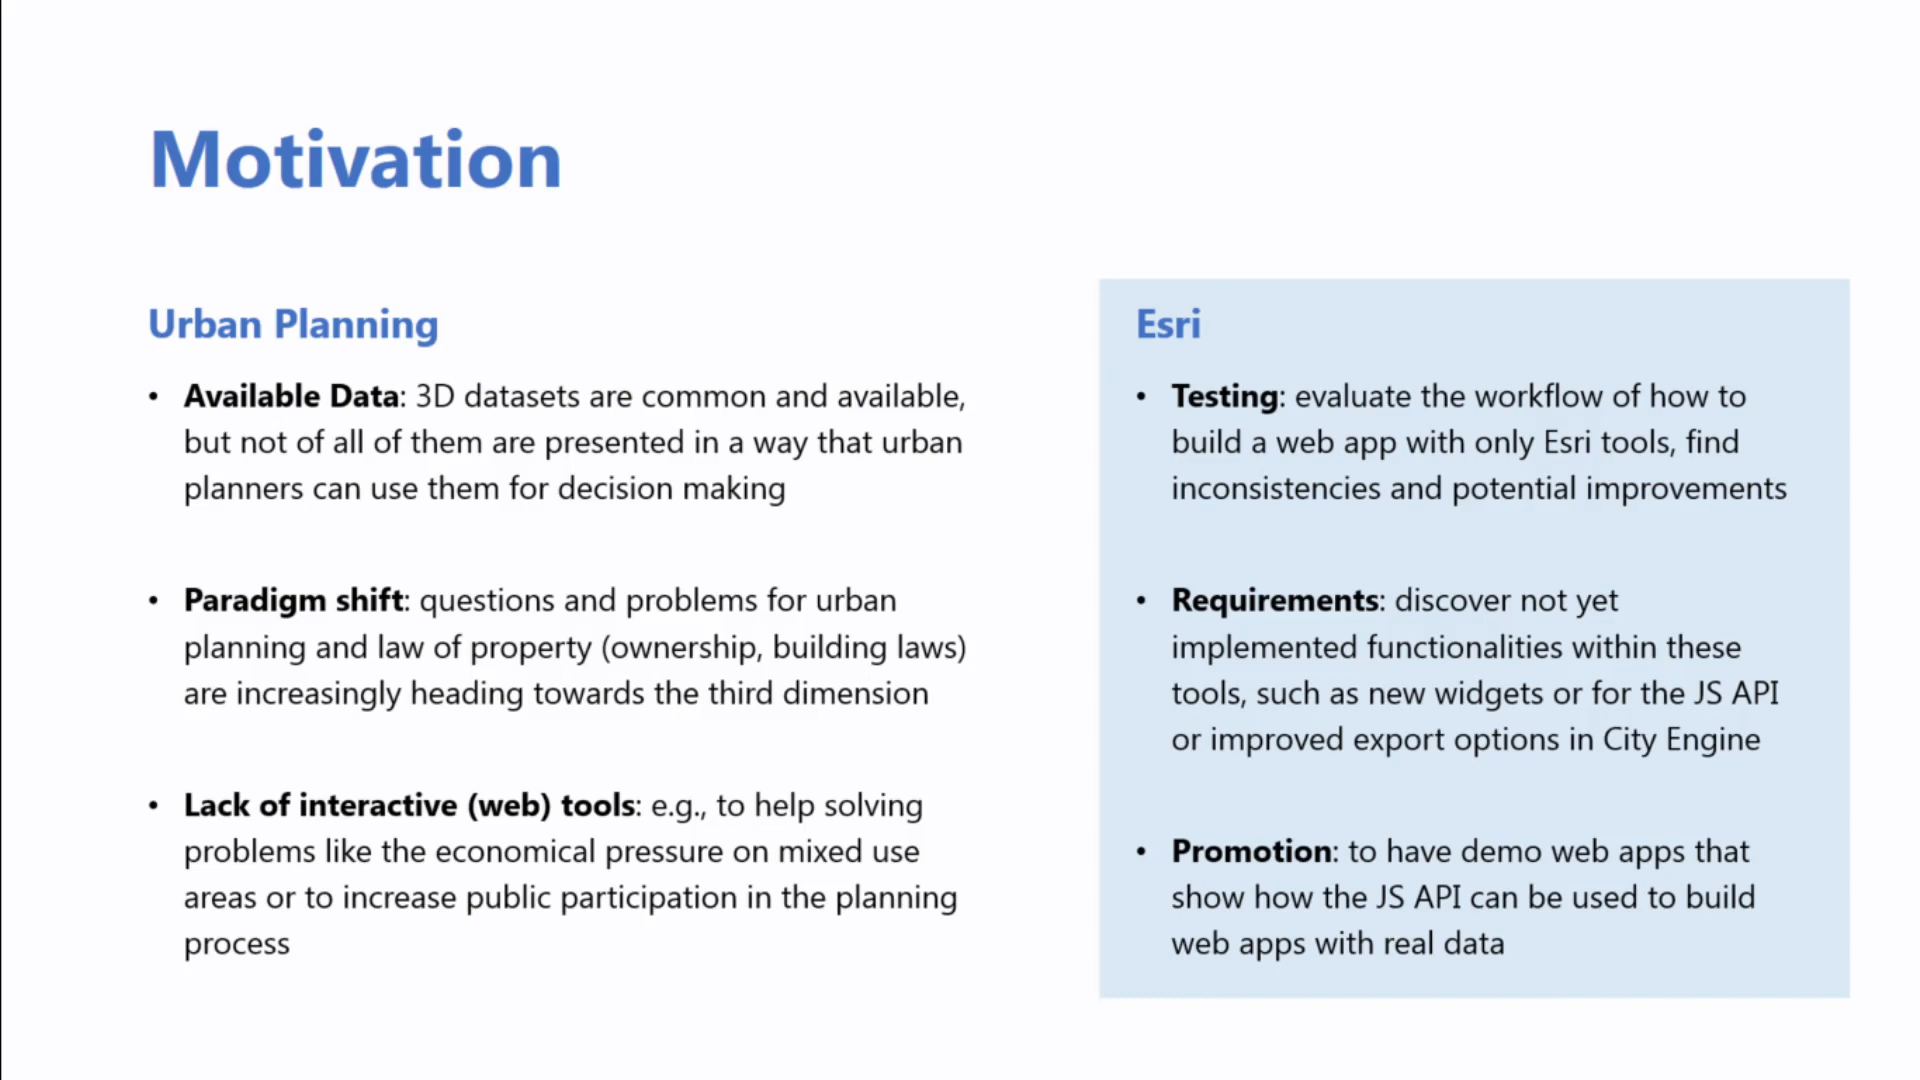 Motivation
Urban Planning
• Available Data: 3D datasets are common and available,
but not of all of them are presented in a way that urban
planners can use them for decision making
• Paradigm shift: questions and problems for urban
planning and law of property (ownership, building laws)
are increasingly heading towards the third dimension
• Lack of interactive (web) tools: e.g., to help solving
problems like the economical pressure on mixed use
areas or to increase public participation in the planning
process
Esri
• Testing: evaluate the workflow of how to
build a web app with only Esri tools, find
inconsistencies and potential improvements
• Requirements: discover not yet
implemented functionalities within these
tools, such as new widgets or for the JS API
or improved export options in City Engine
• Promotion: to have demo web apps that
show how the JS API can be used to build
web apps with real data